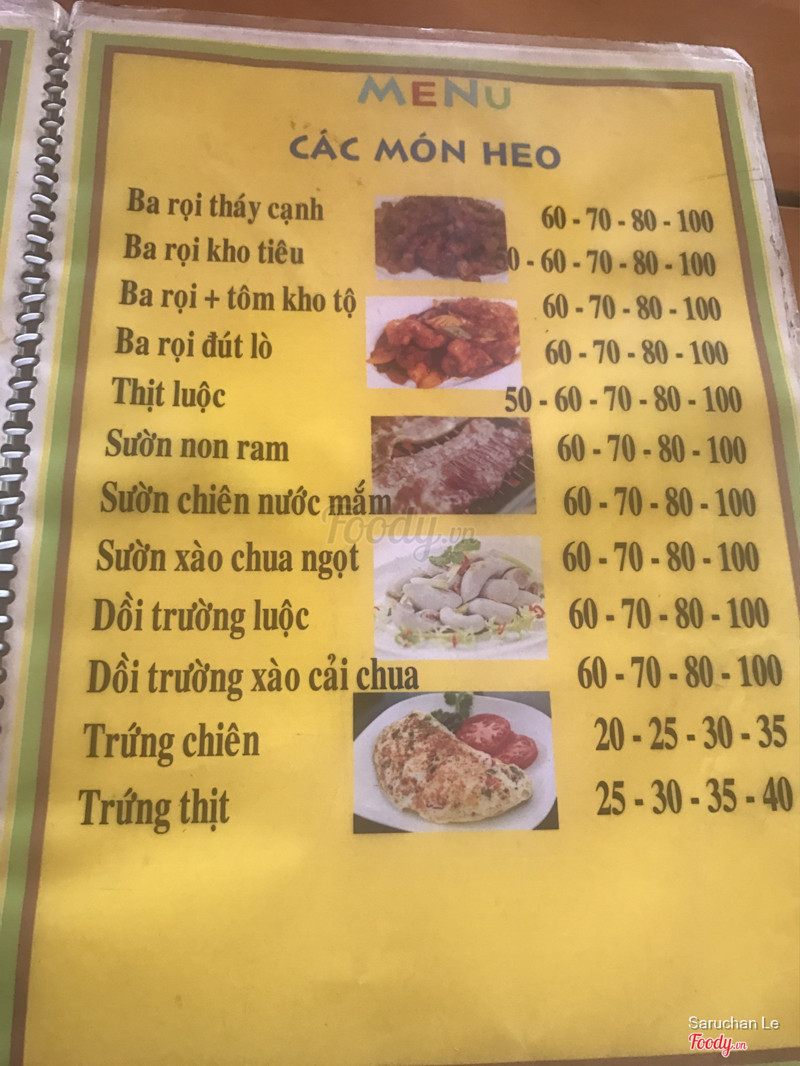 MENU
CÁC MÓN HEO
Ba rọi tháy cạnh 60 - 70 - 80 - 100
Ba rọi kho tiêu 50 - 60 - 70 - 80 - 100
Ba rọi + tôm kho tộ 60 - 70 - 80 - 100
Ba rọi đút lò 60 - 70 - 80 - 100
Thịt luộc 50 - 60 - 70 - 80 - 100
Sườn non ram 60 - 70 - 80 - 100
Sườn chiên nước mắm 60 - 70 - 80 - 100
Foody.vn
Sườn xào chua ngọt 60 - 70 - 80 - 100
Dồi trường luộc 60 - 70 - 80 - 100
Dồi trường xào cải chua 60 - 70 - 80 - 100
Trứng chiên 20 - 25 - 30 - 35
Trứng thịt 25 - 30 - 35 - 40
Saruchan Le
Foody.vn